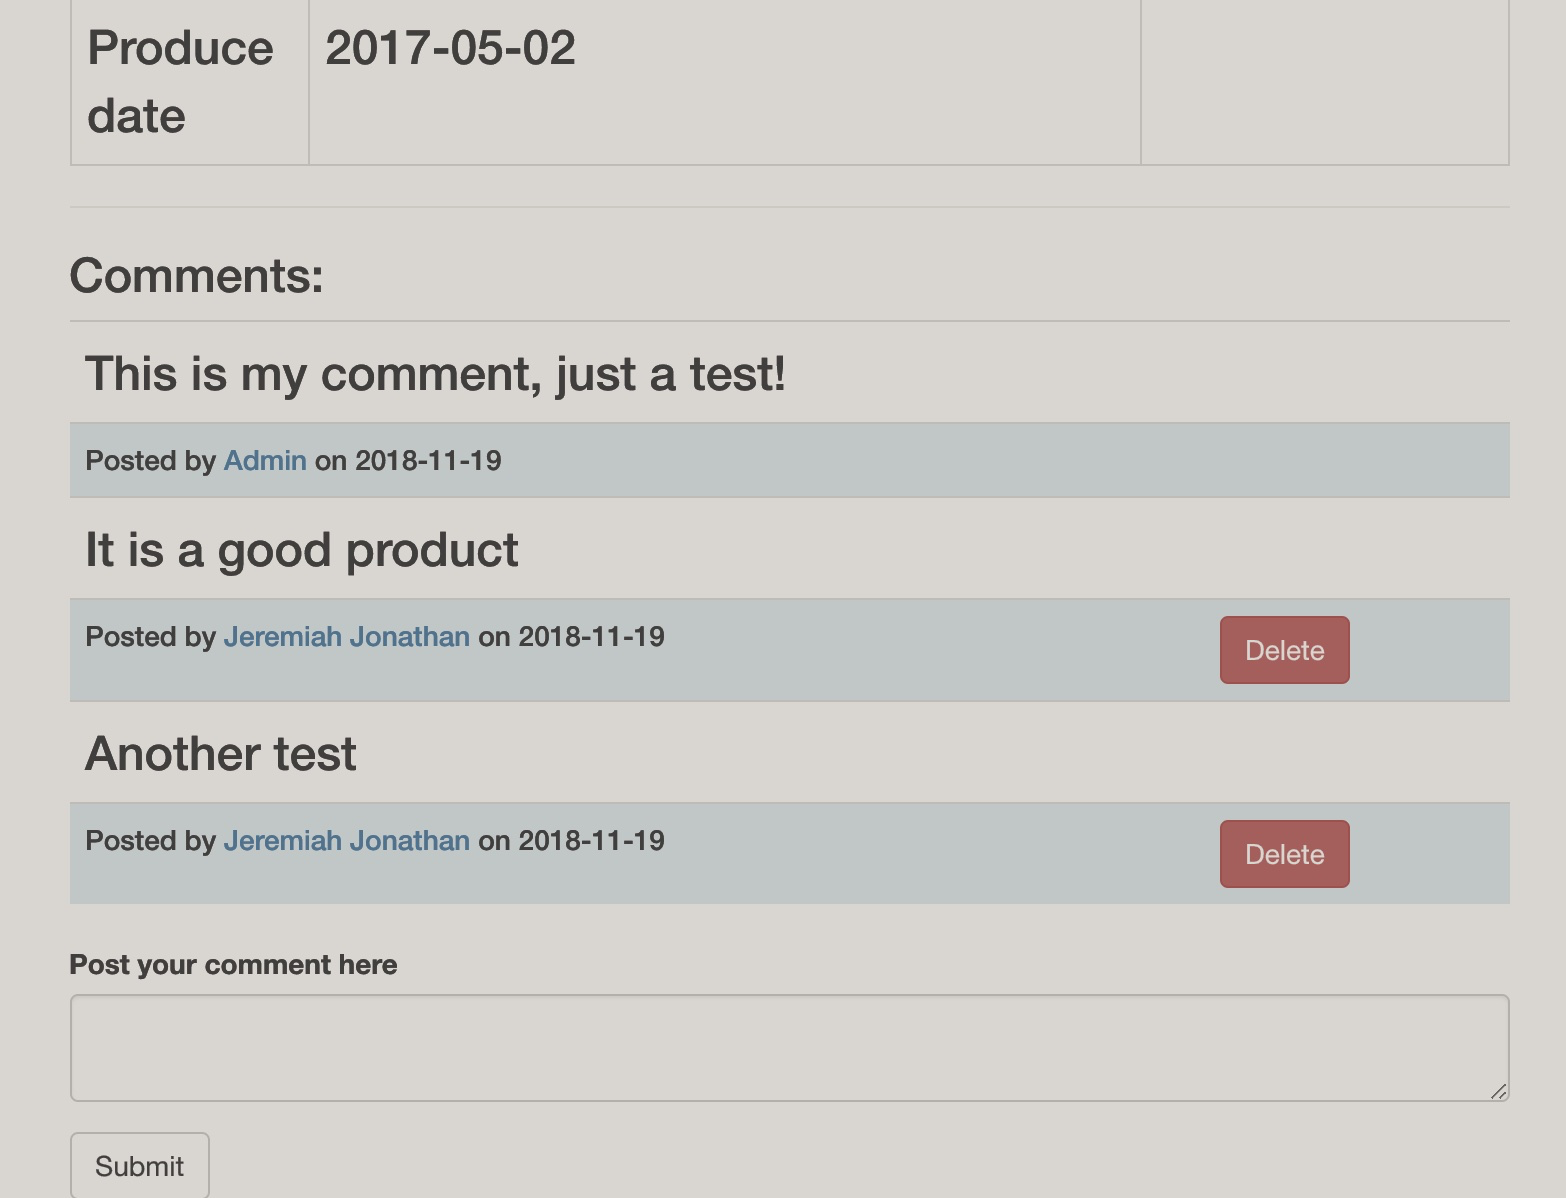 Produce 2017-05-02
date
Comments:
This is my comment, just a test!
Posted by Admin on 2018-11-19
It is a good product
Posted by Jeremiah Jonathan on 2018-11-19 Delete
Another test
Posted by Jeremiah Jonathan on 2018-11-19 Delete
Post your comment here
Submit